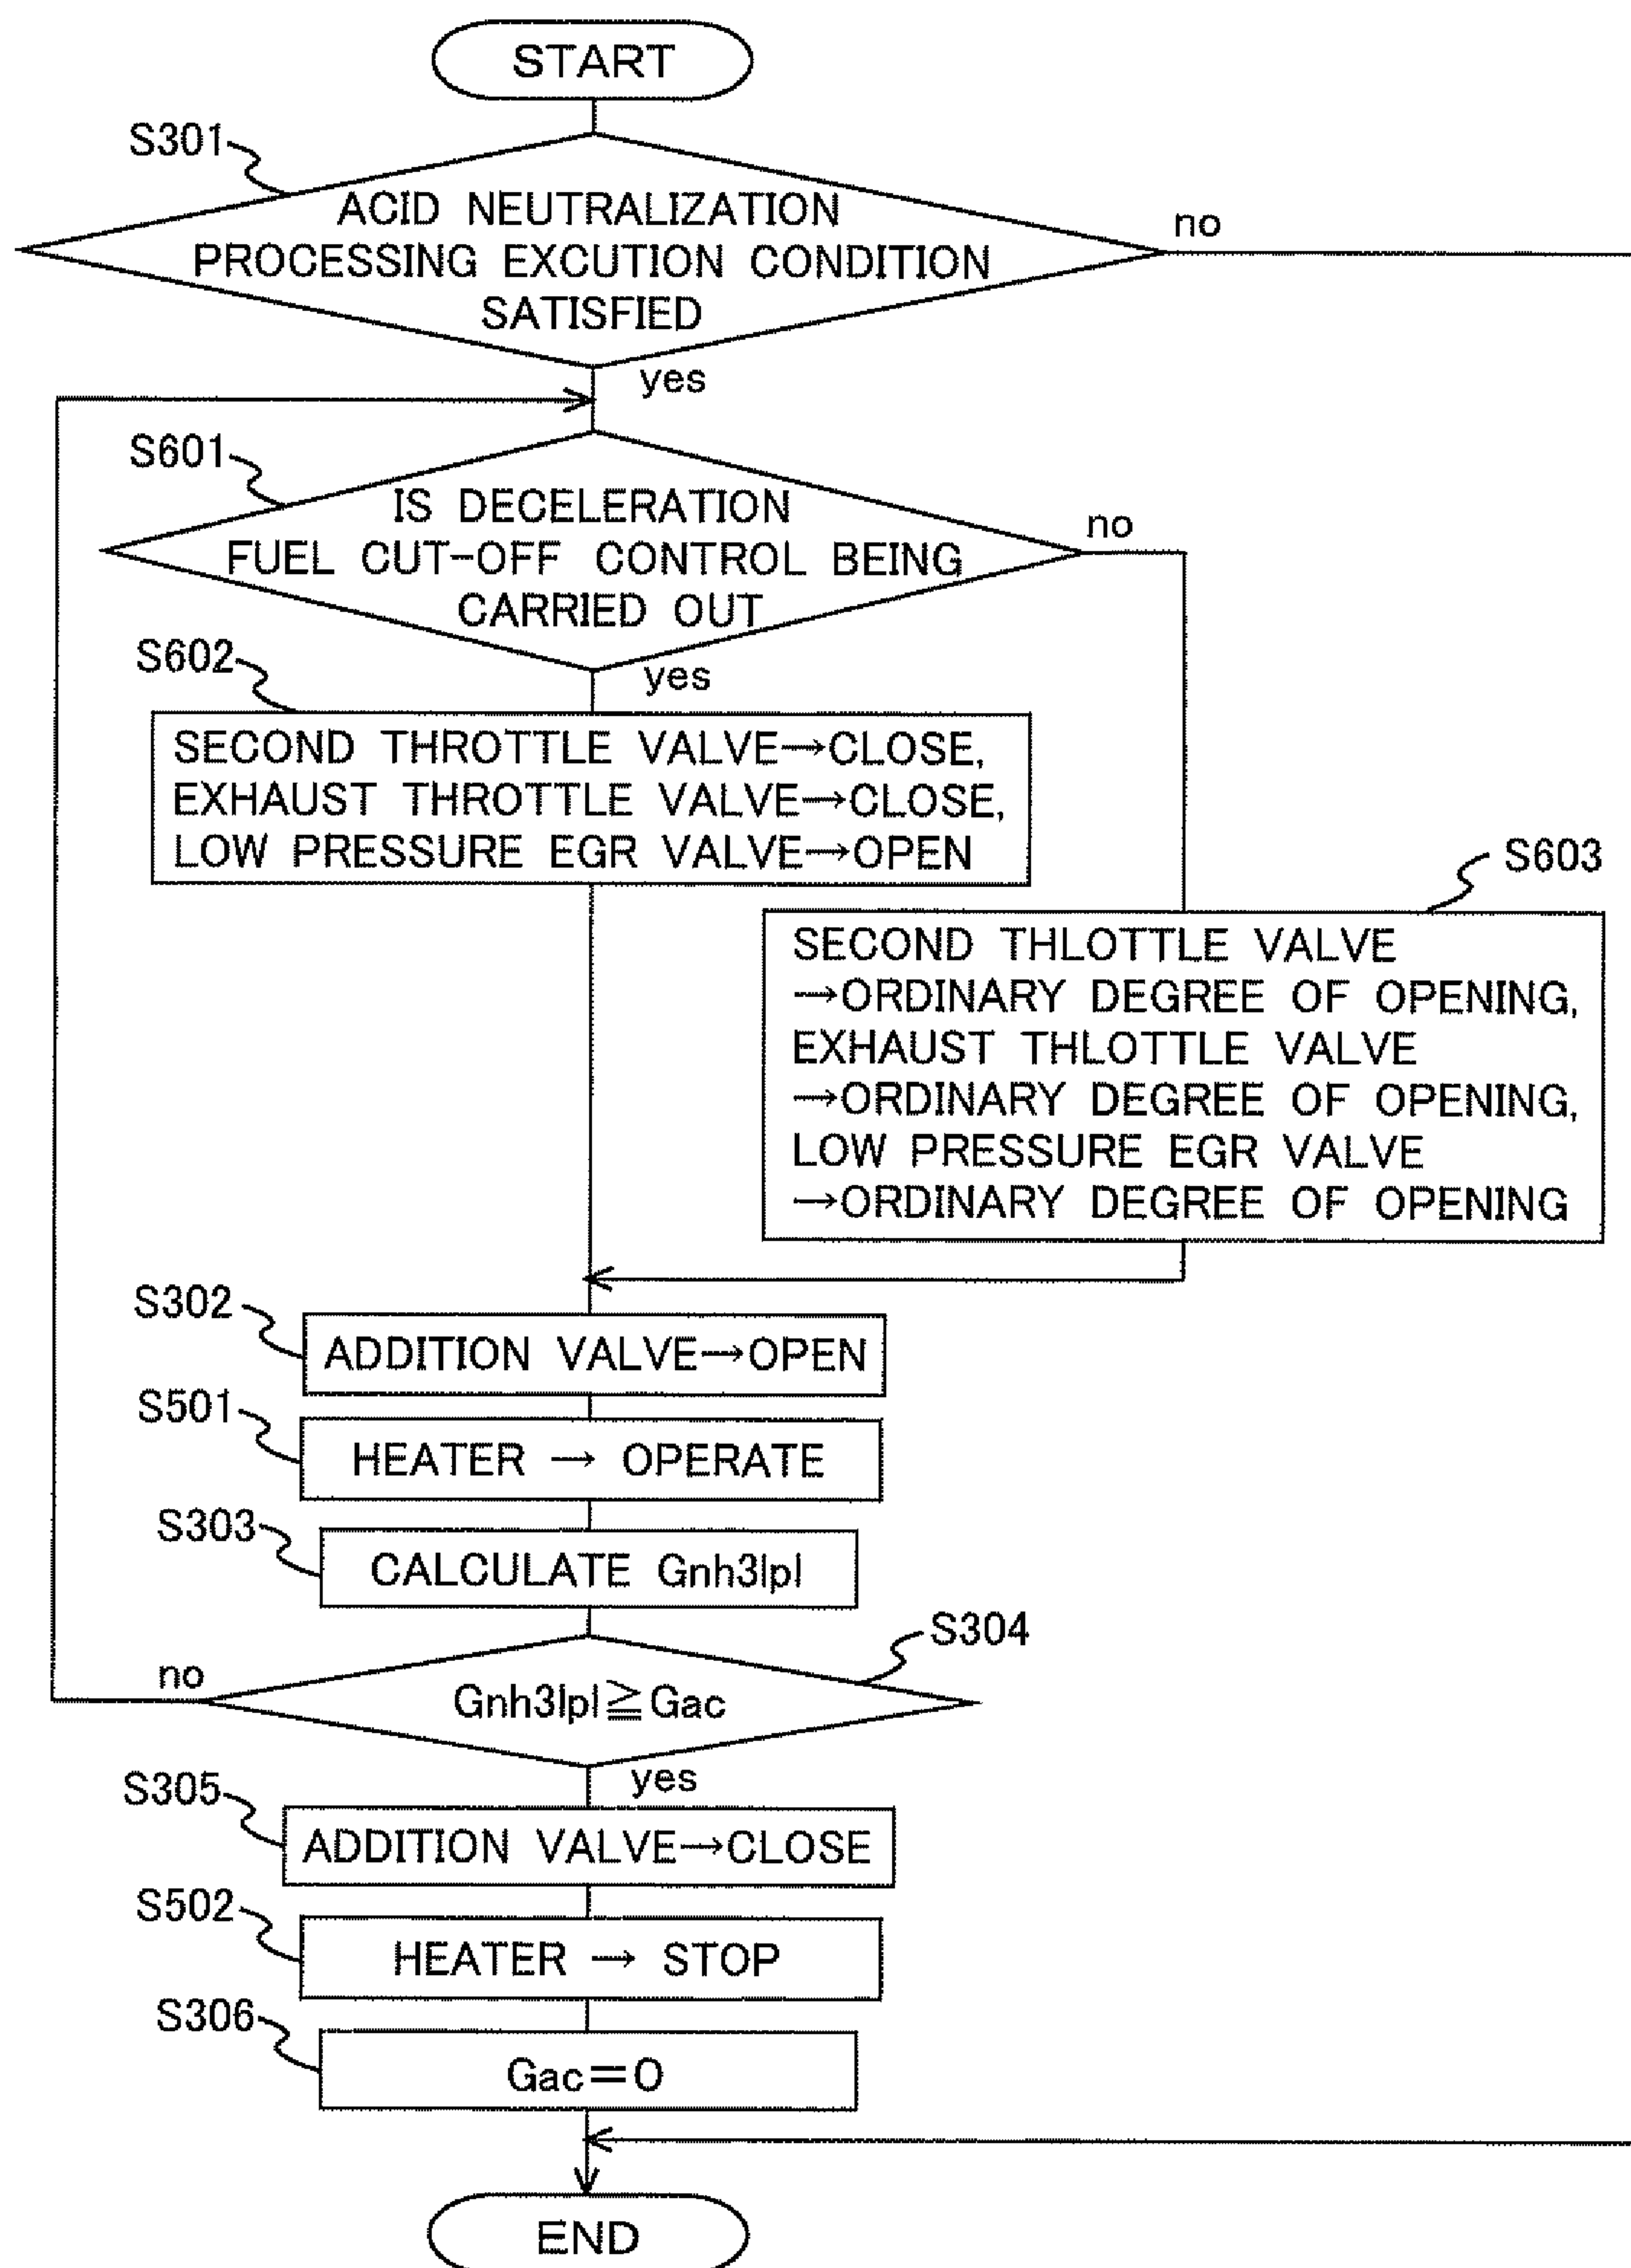 START
S301
ACID NEUTRALIZATION
PROCESSING EXCUTION CONDITION
SATISFIED
no
yes
S601
IS DECELERATION
FUEL CUT-OFF CONTROL BEING
CARRIED OUT
no
yes
S602
SECOND THROTTLE VALVE→CLOSE,
EXHAUST THROTTLE VALVE→CLOSE,
LOW PRESSURE EGR VALVE→OPEN
S603
SECOND THLOTTLE VALVE
→ORDINARY DEGREE OF OPENING,
EXHAUST THLOTTLE VALVE
→ORDINARY DEGREE OF OPENING,
LOW PRESSURE EGR VALVE
→ORDINARY DEGREE OF OPENING
S302
ADDITION VALVE→OPEN
S501
HEATER → OPERATE
S303
CALCULATE Gnh3lpl
S304
no
Gnh3lpl≧Gac
yes
S305
ADDITION VALVE→CLOSE
S502
HEATER → STOP
S306
Gac=0
END